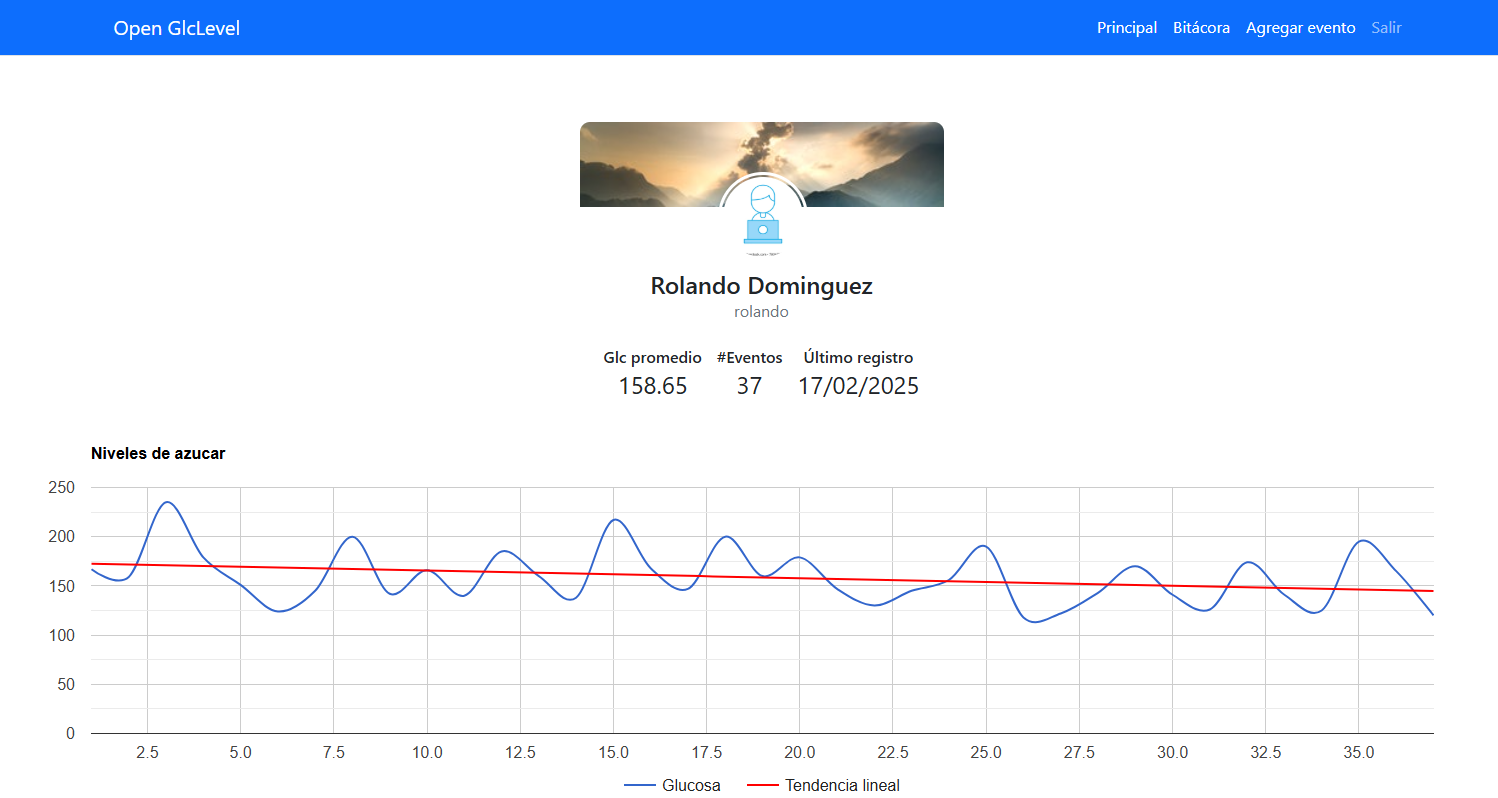 Open GlcLevel
Principal Bitácora Agregar evento Salir
Rolando Dominguez
rolando
Glc promedio #Eventos Último registro
158.65 37 17/02/2025
Niveles de azucar
250
200
150
100
50
0
2.5 5.0 7.5 10.0 12.5 15.0 17.5 20.0 22.5 25.0 27.5 30.0 32.5 35.0
Glucosa Tendencia lineal